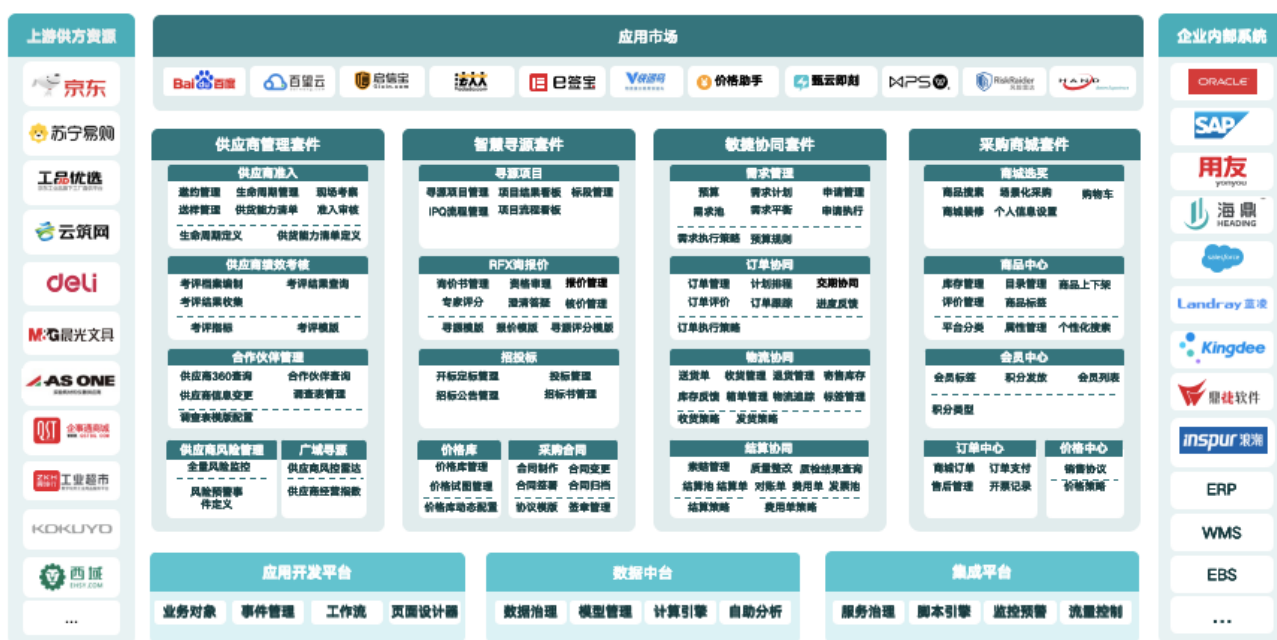 上游供方资源
京东
苏宁易购
工品优选
云筑网
deli
M&G晨光文具
AS ONE
QST 企事通商城
ZKH 工业超市
KOKUYO
西域
EHSY.COM
...
应用市场
Bai 百度
百望云
启信宝
Qixin.com
法人人
e签宝
价格助手
甄云即刻
RiskRaider
HAND
供应商管理套件
供应商准入
邀约管理 生命周期管理 现场考察
送样管理 供货能力清单 准入审核
生命周期定义 供货能力清单定义
供应商绩效考核
考评档案编制 考评结果查询
考评结果收集
考评指标 考评模版
合作伙伴管理
供应商360查询 合作伙伴查询
供应商信息变更 调查表管理
调查表模版配置
供应商风险管理
全量风险监控
风险预警事
件定义
广域寻源
供应商风控雷达
供应商经营指数
智慧寻源套件
寻源项目
寻源项目管理 项目结果看板 标段管理
IPQ流程管理 项目流程看板
RFX询报价
询价书管理 资格审理 报价管理
专家评分 澄清答疑 核价管理
寻源模版 报价模版 寻源评分模版
招投标
开标定标管理 投标管理
招标公告管理 招标书管理
价格库
价格库管理
价格试图管理
价格库动态配置
采购合同
合同制作 合同变更
合同签署 合同归档
协议模版 签章管理
敏捷协同套件
需求管理
预算 需求计划 申请管理
需求池 需求平衡 申请执行
需求执行策略 预算规则
订单协同
订单管理 计划排程 交期协同
订单评价 订单跟踪 进度反馈
订单执行策略
物流协同
送货单 收货管理 退货管理 寄售库存
库存反馈 箱单管理 物流追踪 标签管理
收货策略 发货策略
结算协同
索赔管理 质量整改 质检结果查询
结算池 结算单 对账单 费用单 发票池
结算策略 费用单策略
采购商城套件
商城选买
商品搜索 场景化采购 购物车
商城装修 个人信息设置
商品中心
库存管理 目录管理 商品上下架
评价管理 商品标签
平台分类 属性管理 个性化搜索
会员中心
会员标签 积分发放 会员列表
积分类型
订单中心
商城订单 订单支付
售后管理 开票记录
价格中心
销售协议
价格策略
应用开发平台
业务对象 事件管理 工作流 页面设计器
数据中台
数据治理 模型管理 计算引擎 自助分析
集成平台
服务治理 脚本引擎 监控预警 流量控制
企业内部系统
ORACLE
SAP
用友
yonyou
海鼎
HEADING
salesforce
Landray 蓝凌
Kingdee
鼎捷软件
inspur 浪潮
ERP
WMS
EBS
...